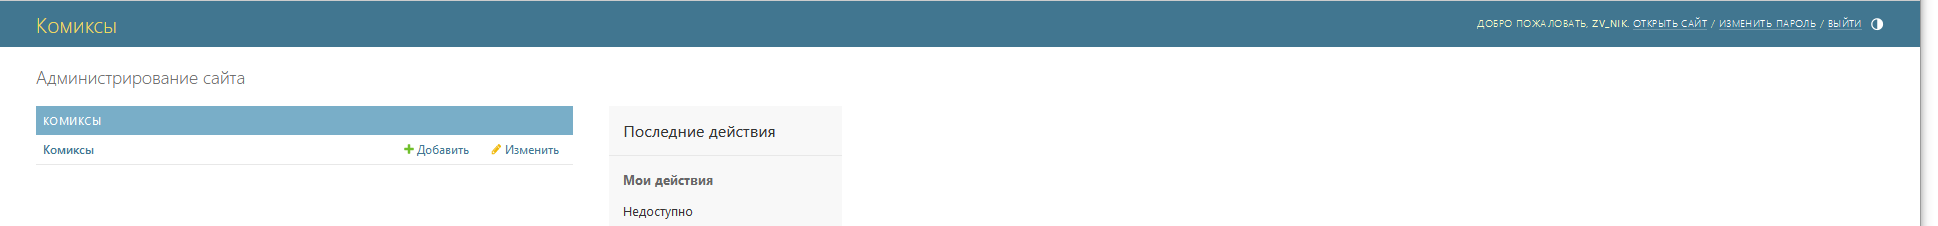 Комиксы
ДОБРО ПОЖАЛОВАТЬ, ZV_NIK. ОТКРЫТЬ САЙТ / ИЗМЕНИТЬ ПАРОЛЬ / ВЫЙТИ
Администрирование сайта
КОМИКСЫ
Комиксы Добавить Изменить
Последние действия
Мои действия
Недоступно